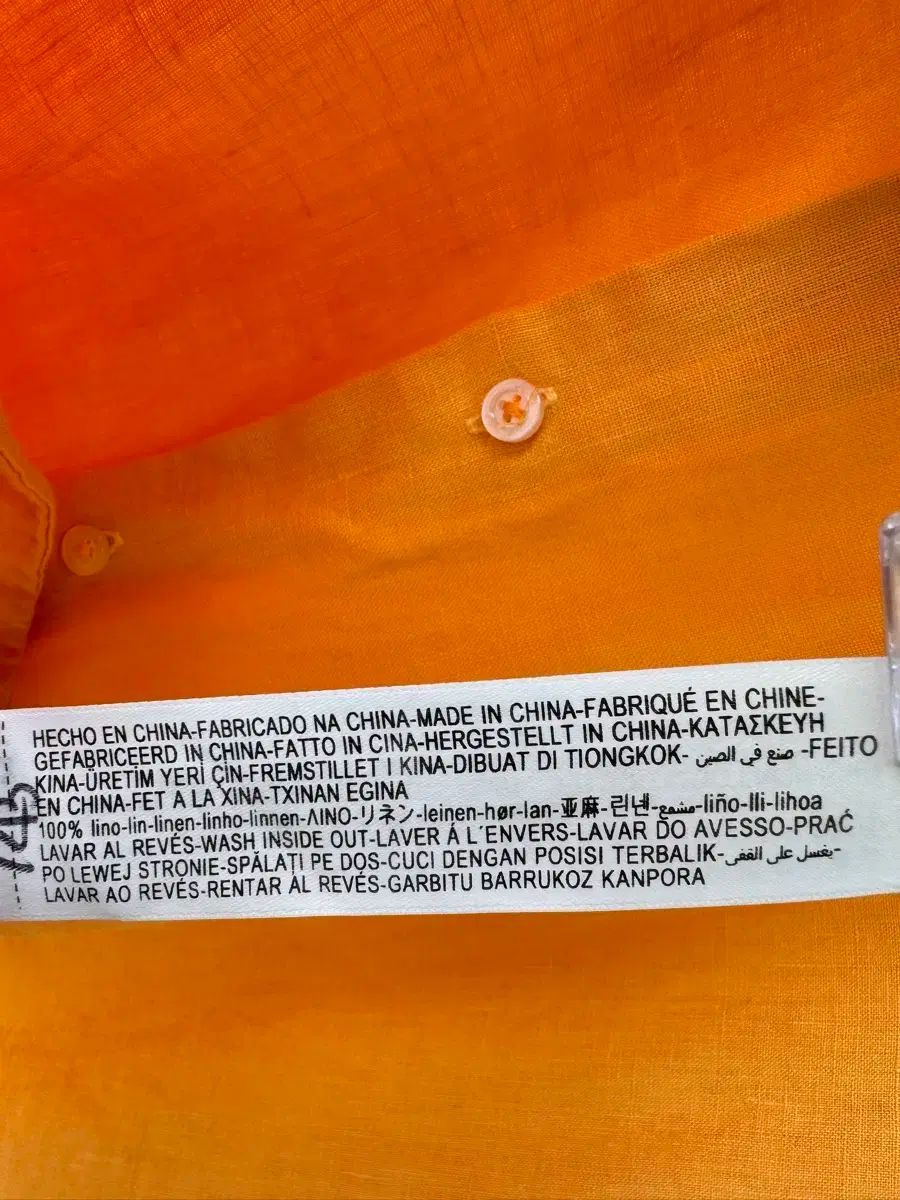 HECHO EN CHINA-FABRICADO NA CHINA-MADE IN CHINA-FABRIQUÉ EN CHINE-
GEFABRICEERD IN CHINA-FATTO IN CINA-HERGESTELLT IN CHINA-ΚΑΤΑΣΚΕΥΗ
KINA-ÜRETİM YERİ ÇİN-FREMSTILLET I KINA-DIBUAT DI TIONGKOK- صنع في الصين -FEITO
EN CHINA-FET A LA XINA-TXINAN EGINA
100% lino-lin-linen-linho-linnen-ΛΙΝΟ-リネン-leinen-hør-lan-亚麻-린넨-مشمع-liño-lli-lihoa
LAVAR AL REVÉS-WASH INSIDE OUT-LAVER Á L´ENVERS-LAVAR DO AVESSO-PRAĆ
PO LEWEJ STRONIE-SPĂLAȚI PE DOS-CUCI DENGAN POSISI TERBALIK-يغسل على القفى-
LAVAR AO REVÉS-RENTAR AL REVÉS-GARBITU BARRUKOZ KANPORA